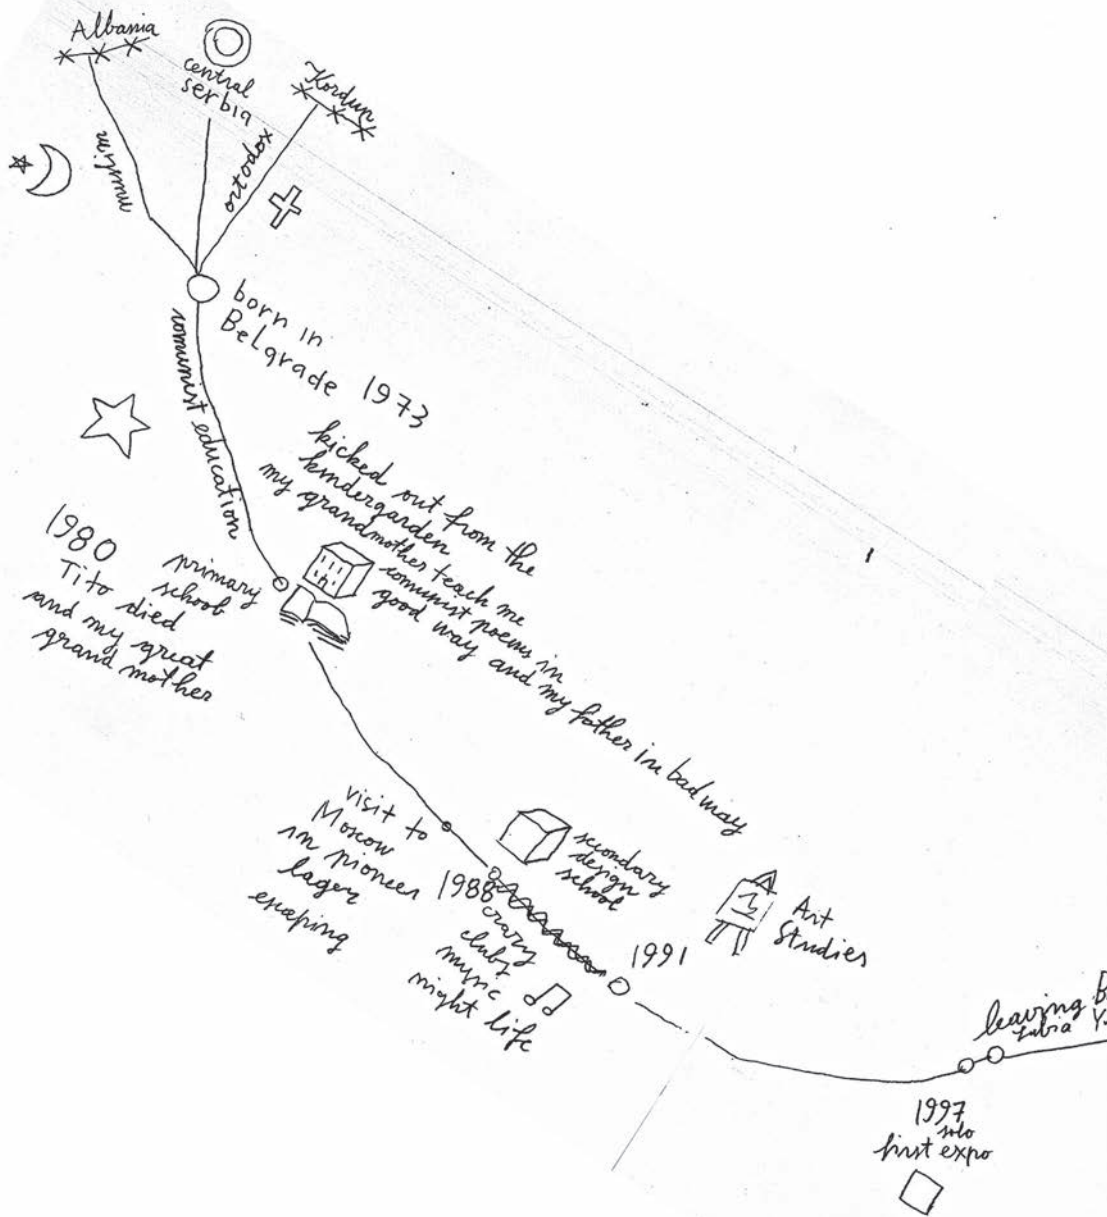 Albania
central
serbia
Kordun
muslim
ortodox
born in
Belgrade 1973
comunist education
kicked out from the
kindergarden
my grandmother teach me
comunist poems in
good way and my father in bad way
1980
Tito died
and my great
grand mother
primary
school
visit to
Moscow
in pioneer
lager
escaping
1988
crazy
clubs
music
night life
secondary
design
school
1991
Art
Studies
leaving
1997
solo
first expo